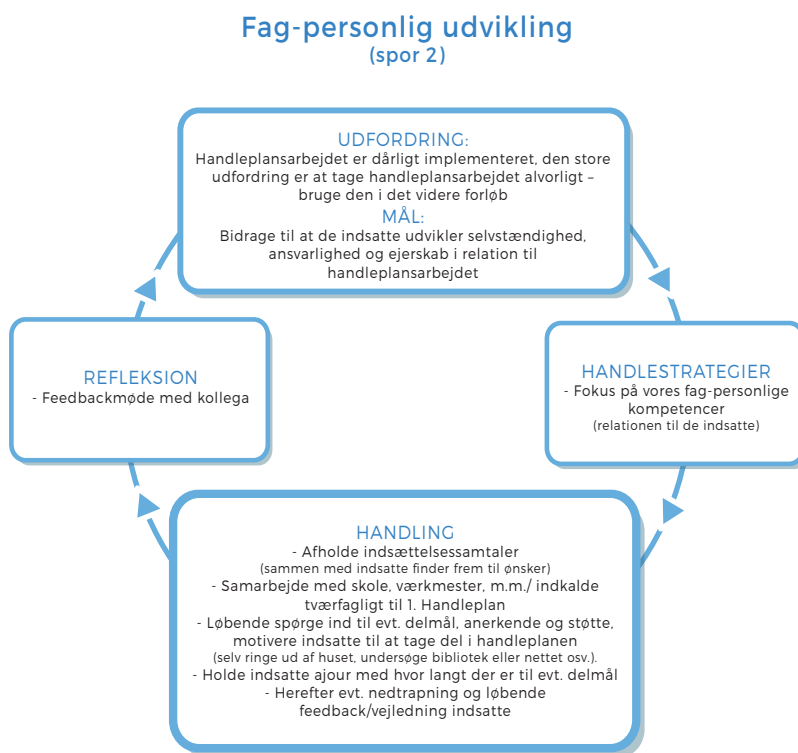 Fag-personlig udvikling
(spor 2)
UDFORDRING:
Handleplansarbejdet er dårligt implementeret, den store
udfordring er at tage handleplansarbejdet alvorligt –
bruge den i det videre forløb
MÅL:
Bidrage til at de indsatte udvikler selvstændighed,
ansvarlighed og ejerskab i relation til
handleplansarbejdet
REFLEKSION
- Feedbackmøde med kollega
HANDLESTRATEGIER
- Fokus på vores fag-personlige
kompetencer
(relationen til de indsatte)
HANDLING
- Afholde indsættelsessamtaler
(sammen med indsatte finder frem til ønsker)
- Samarbejde med skole, værkmester, m.m./ indkalde
tværfagligt til 1. Handleplan
- Løbende spørge ind til evt. delmål, anerkende og støtte,
motivere indsatte til at tage del i handleplanen
(selv ringe ud af huset, undersøge bibliotek eller nettet osv.).
- Holde indsatte ajour med hvor langt der er til evt. delmål
- Herefter evt. nedtrapning og løbende
feedback/vejledning indsatte